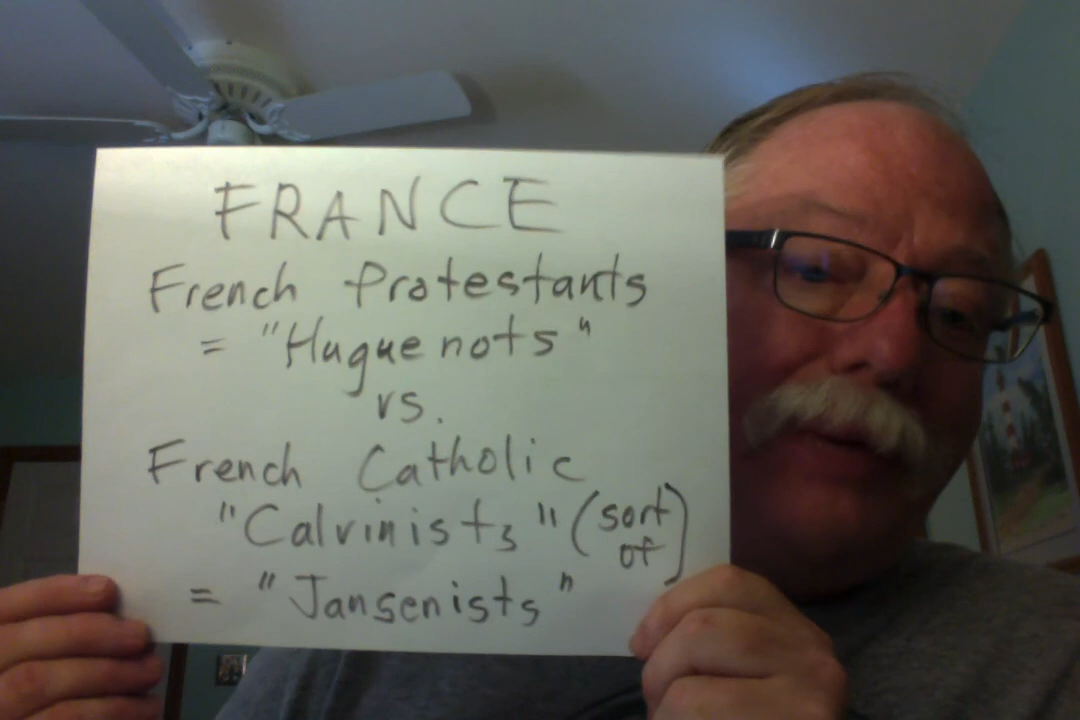 FRANCE
French Protestants
= "Huguenots"
vs.
French Catholic
"Calvinists" (sort of)
= "Jansenists"